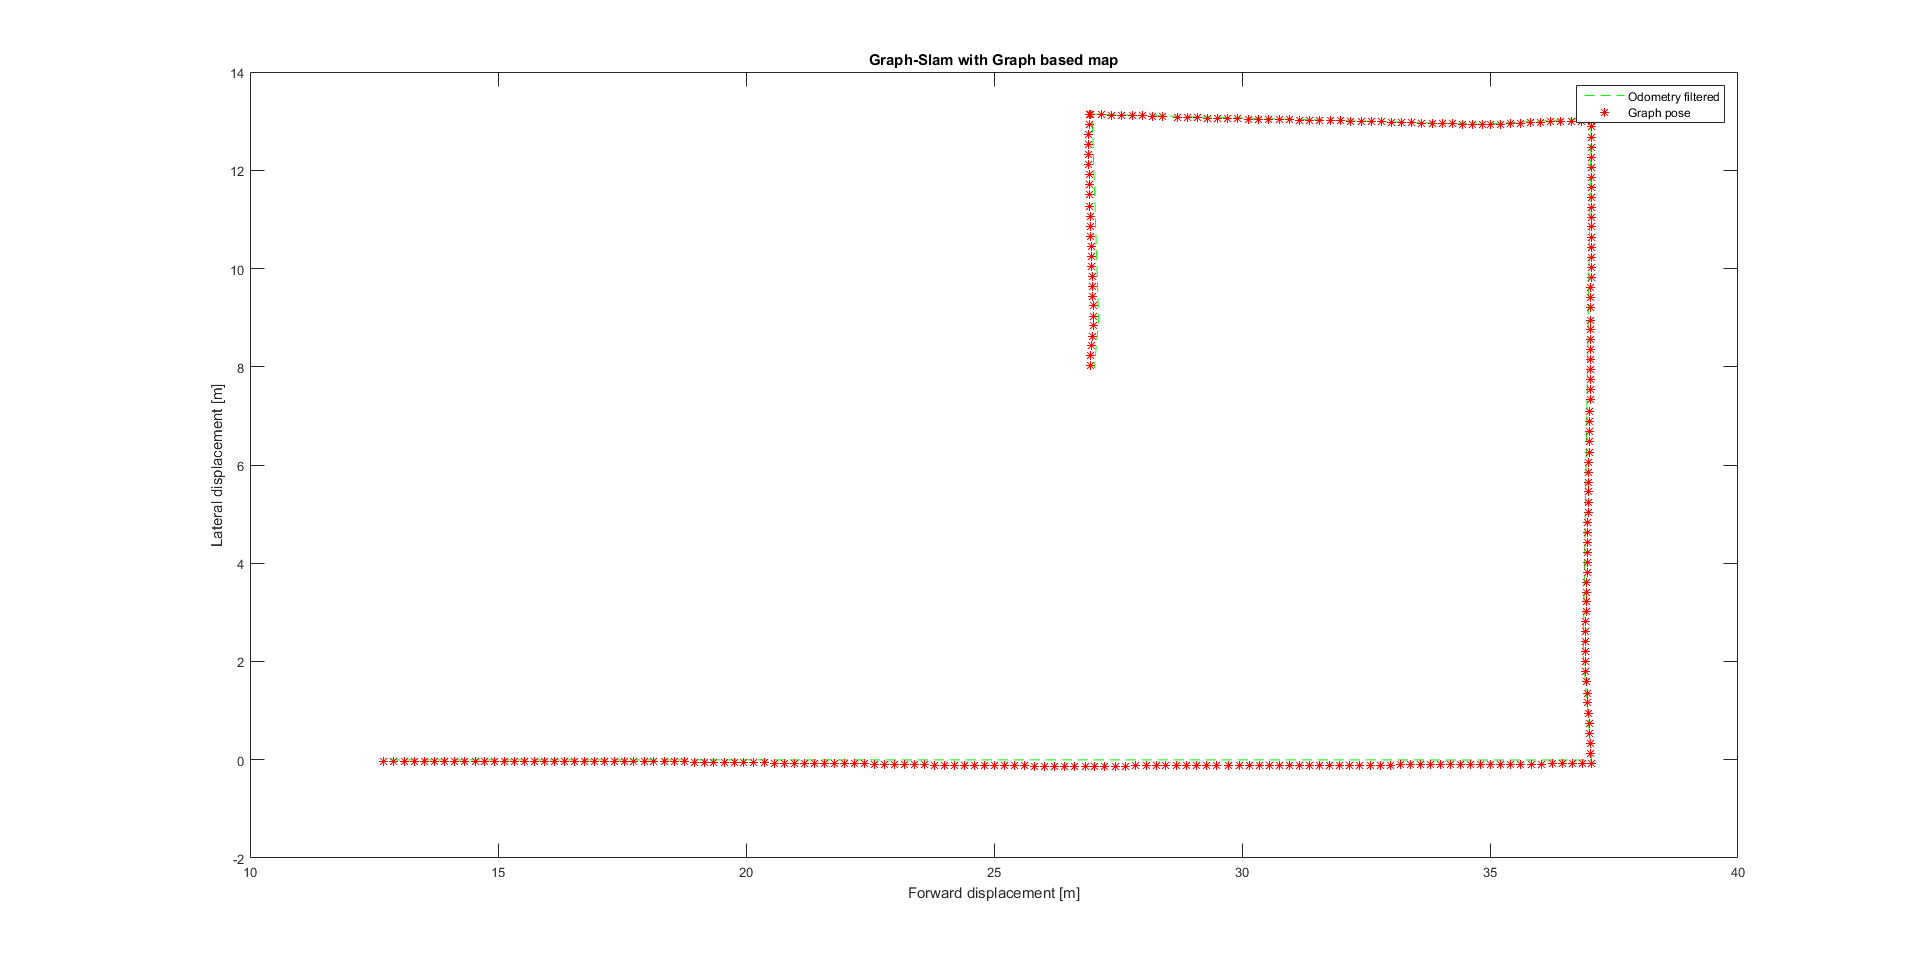 Graph-Slam with Graph based map
14
12
10
8
6
4
2
0
-2
Lateral displacement [m]
Odometry filtered
Graph pose
10 15 20 25 30 35 40
Forward displacement [m]